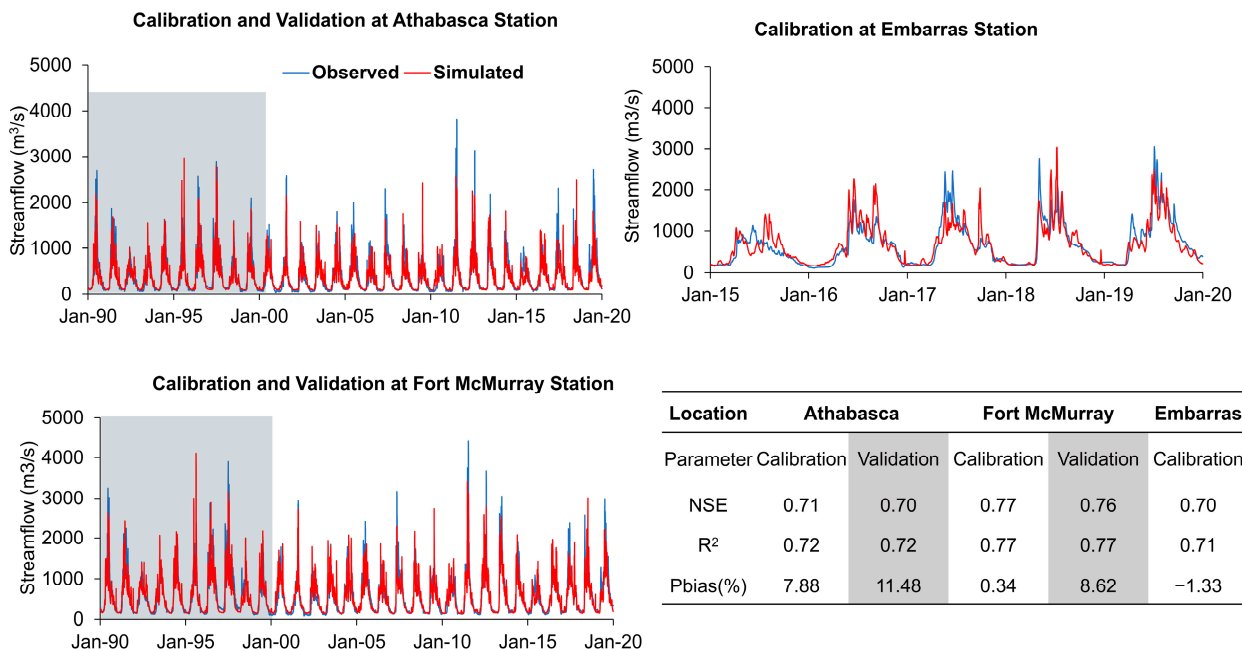 Calibration and Validation at Athabasca Station
Streamflow (m³/s)
5000
4000
3000
2000
1000
0
Observed Simulated
Jan-90 Jan-95 Jan-00 Jan-05 Jan-10 Jan-15 Jan-20
Calibration at Embarras Station
Streamflow (m3/s)
5000
4000
3000
2000
1000
0
Jan-15 Jan-16 Jan-17 Jan-18 Jan-19 Jan-20
Calibration and Validation at Fort McMurray Station
Streamflow (m3/s)
5000
4000
3000
2000
1000
0
Jan-90 Jan-95 Jan-00 Jan-05 Jan-10 Jan-15 Jan-20
Location Athabasca Fort McMurray Embarras
Parameter Calibration Validation Calibration Validation Calibration
NSE 0.71 0.70 0.77 0.76 0.70
R² 0.72 0.72 0.77 0.77 0.71
Pbias(%) 7.88 11.48 0.34 8.62 −1.33